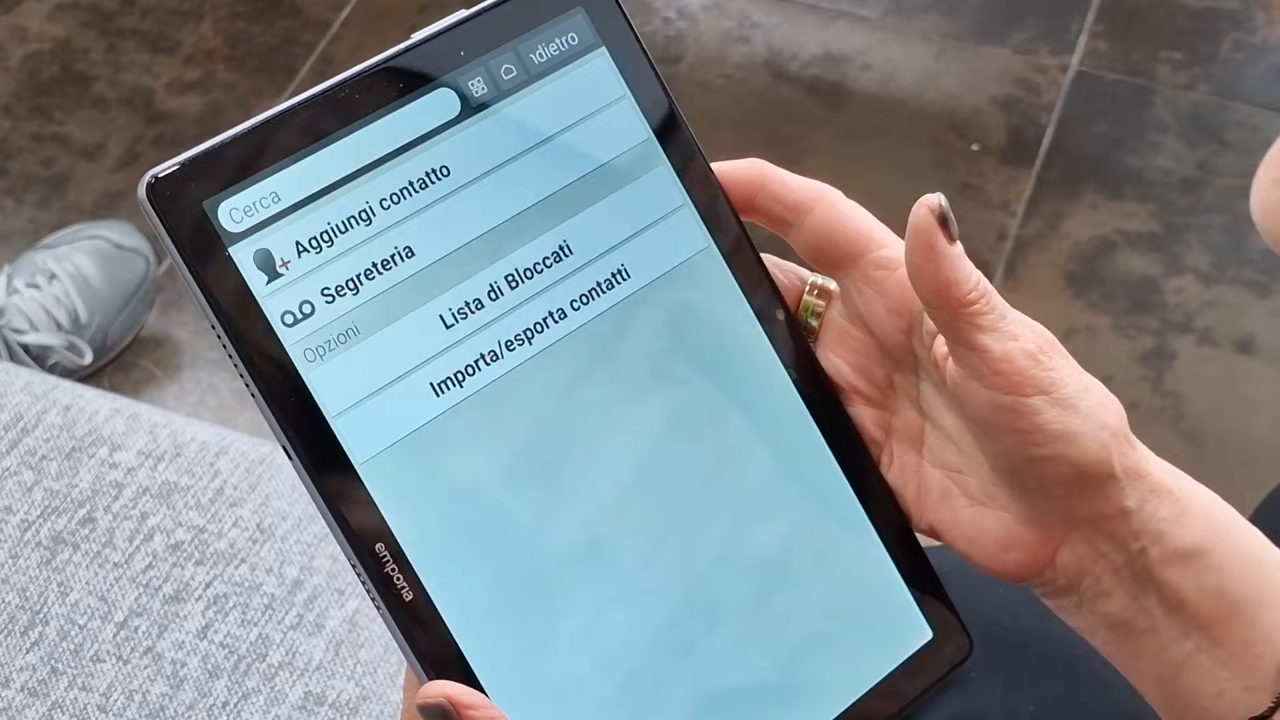 ndietro
Cerca
Aggiungi contatto
Segreteria
Opzioni
Lista di Bloccati
Importa/esporta contatti
emporia